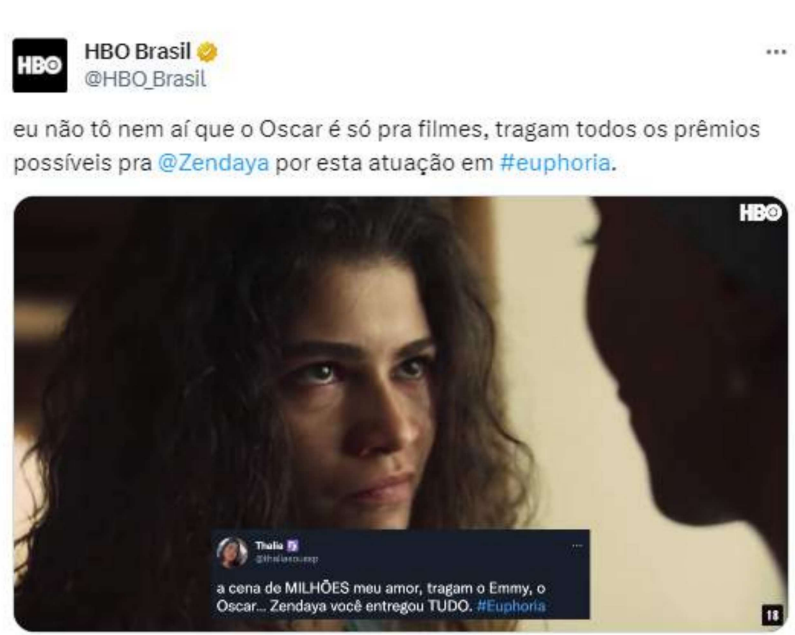 HBO
HBO Brasil
@HBO_Brasil
eu não tô nem aí que o Oscar é só pra filmes, tragam todos os prêmios
possíveis pra @Zendaya por esta atuação em #euphoria.
HBO
Thalia
a cena de MILHÕES meu amor, tragam o Emmy, o
Oscar... Zendaya você entregou TUDO. #Euphoria
18